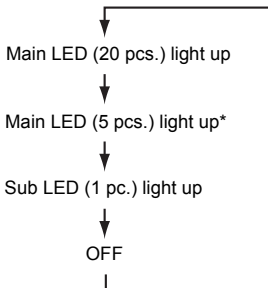 Main LED (20 pcs.) light up
Main LED (5 pcs.) light up*
Sub LED (1 pc.) light up
OFF